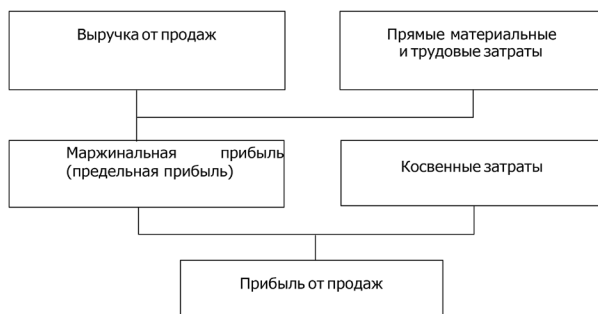 Выручка от продаж
Прямые материальные
и трудовые затраты
Маржинальная прибыль
(предельная прибыль)
Косвенные затраты
Прибыль от продаж